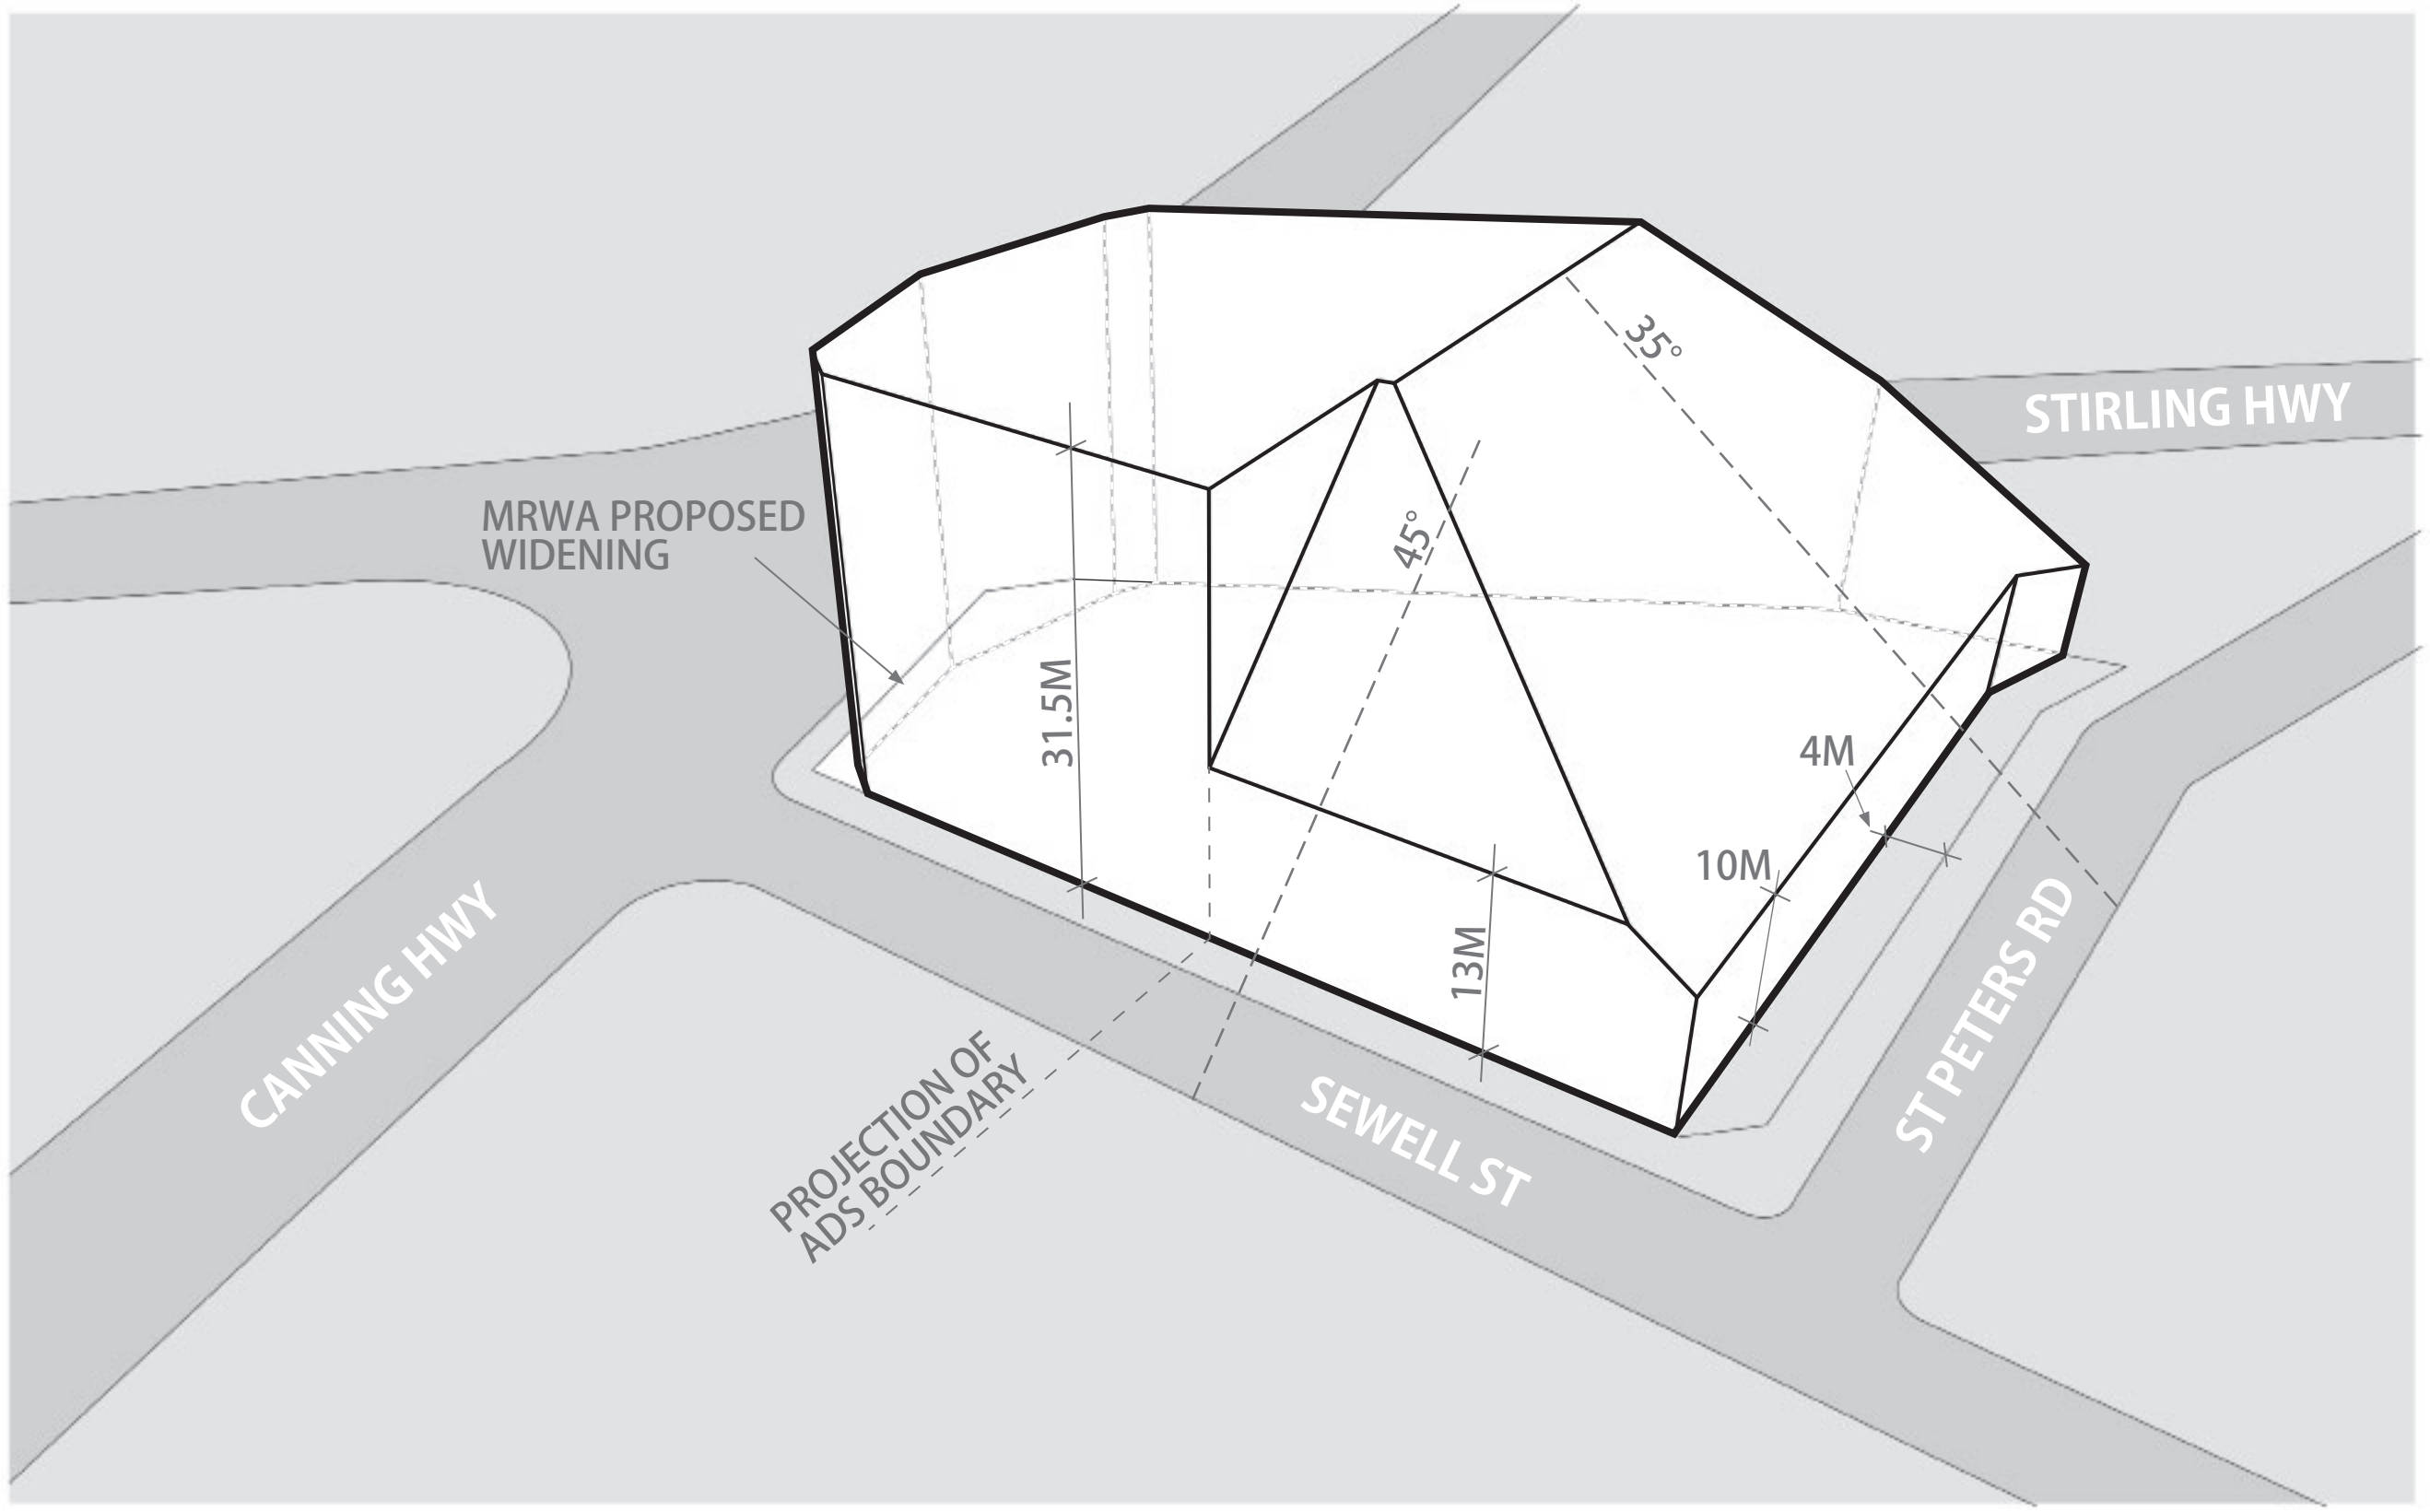 35°
STIRLING HWY
45°
MRWA PROPOSED
WIDENING
31.5M
4M
10M
13M
CANNING HWY
PROJECTION OF
ADS BOUNDARY
SEWELL ST
ST PETERS RD